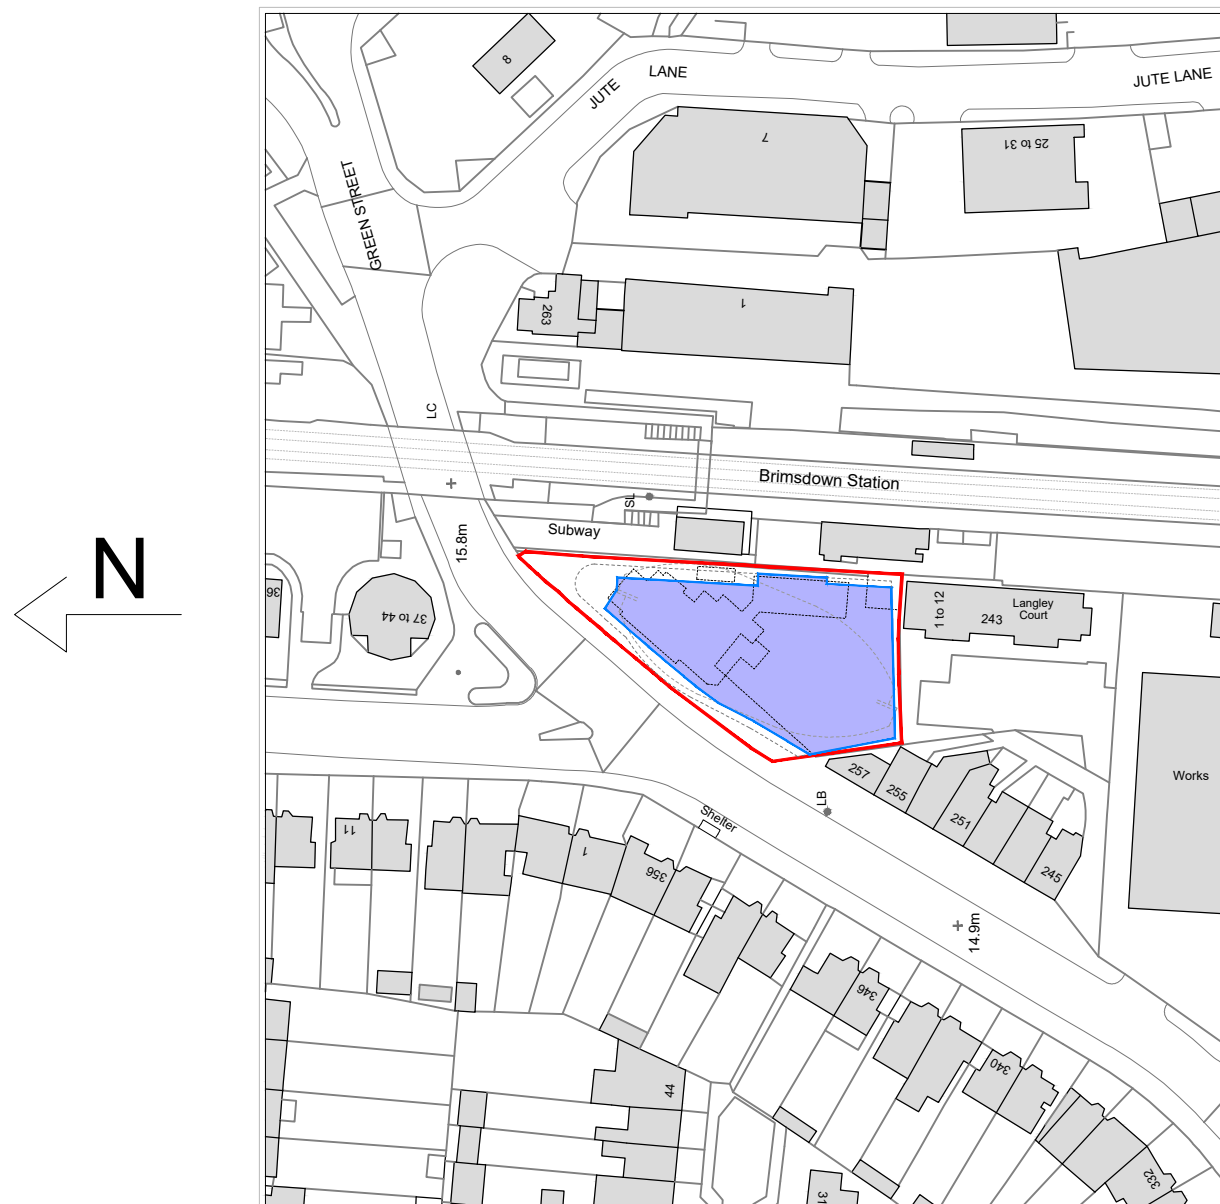 8
JUTE
LANE
JUTE LANE
7
25 to 31
GREEN STREET
263
1
LC
Brimsdown Station
SL
Subway
15.8m
N
36
37 to 44
1 to 12
243
Langley
Court
Works
257
255
251
245
LB
Shelter
11
1
356
14.9m
346
340
44
332
31